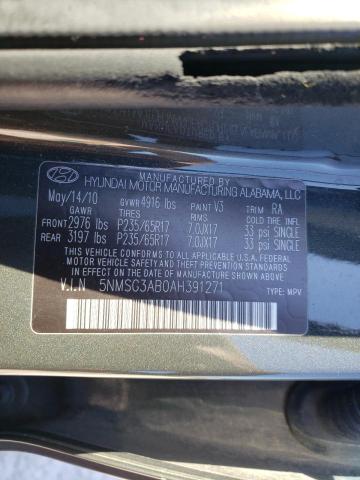 MANUFACTURED BY
HYUNDAI MOTOR MANUFACTURING ALABAMA, LLC
May/14/10 GVWR 4916 lbs PAINT V3 TRIM RA
GAWR TIRES RIMS COLD TIRE
FRONT 2976 lbs P235/65R17 7.0JX17 33 psi SINGLE
REAR 3197 lbs P235/65R17 7.0JX17 33 psi SINGLE
THIS VEHICLE CONFORMS TO ALL APPLICABLE U.S. FEDERAL
MOTOR VEHICLE SAFETY AND BUMPER, AND THEFT PREVENTION
STANDARDS IN EFFECT ON THE DATE OF MANUFACTURE SHOWN ABOVE.
V.I.N 5NMSG3AB0AH391271 TYPE: MPV